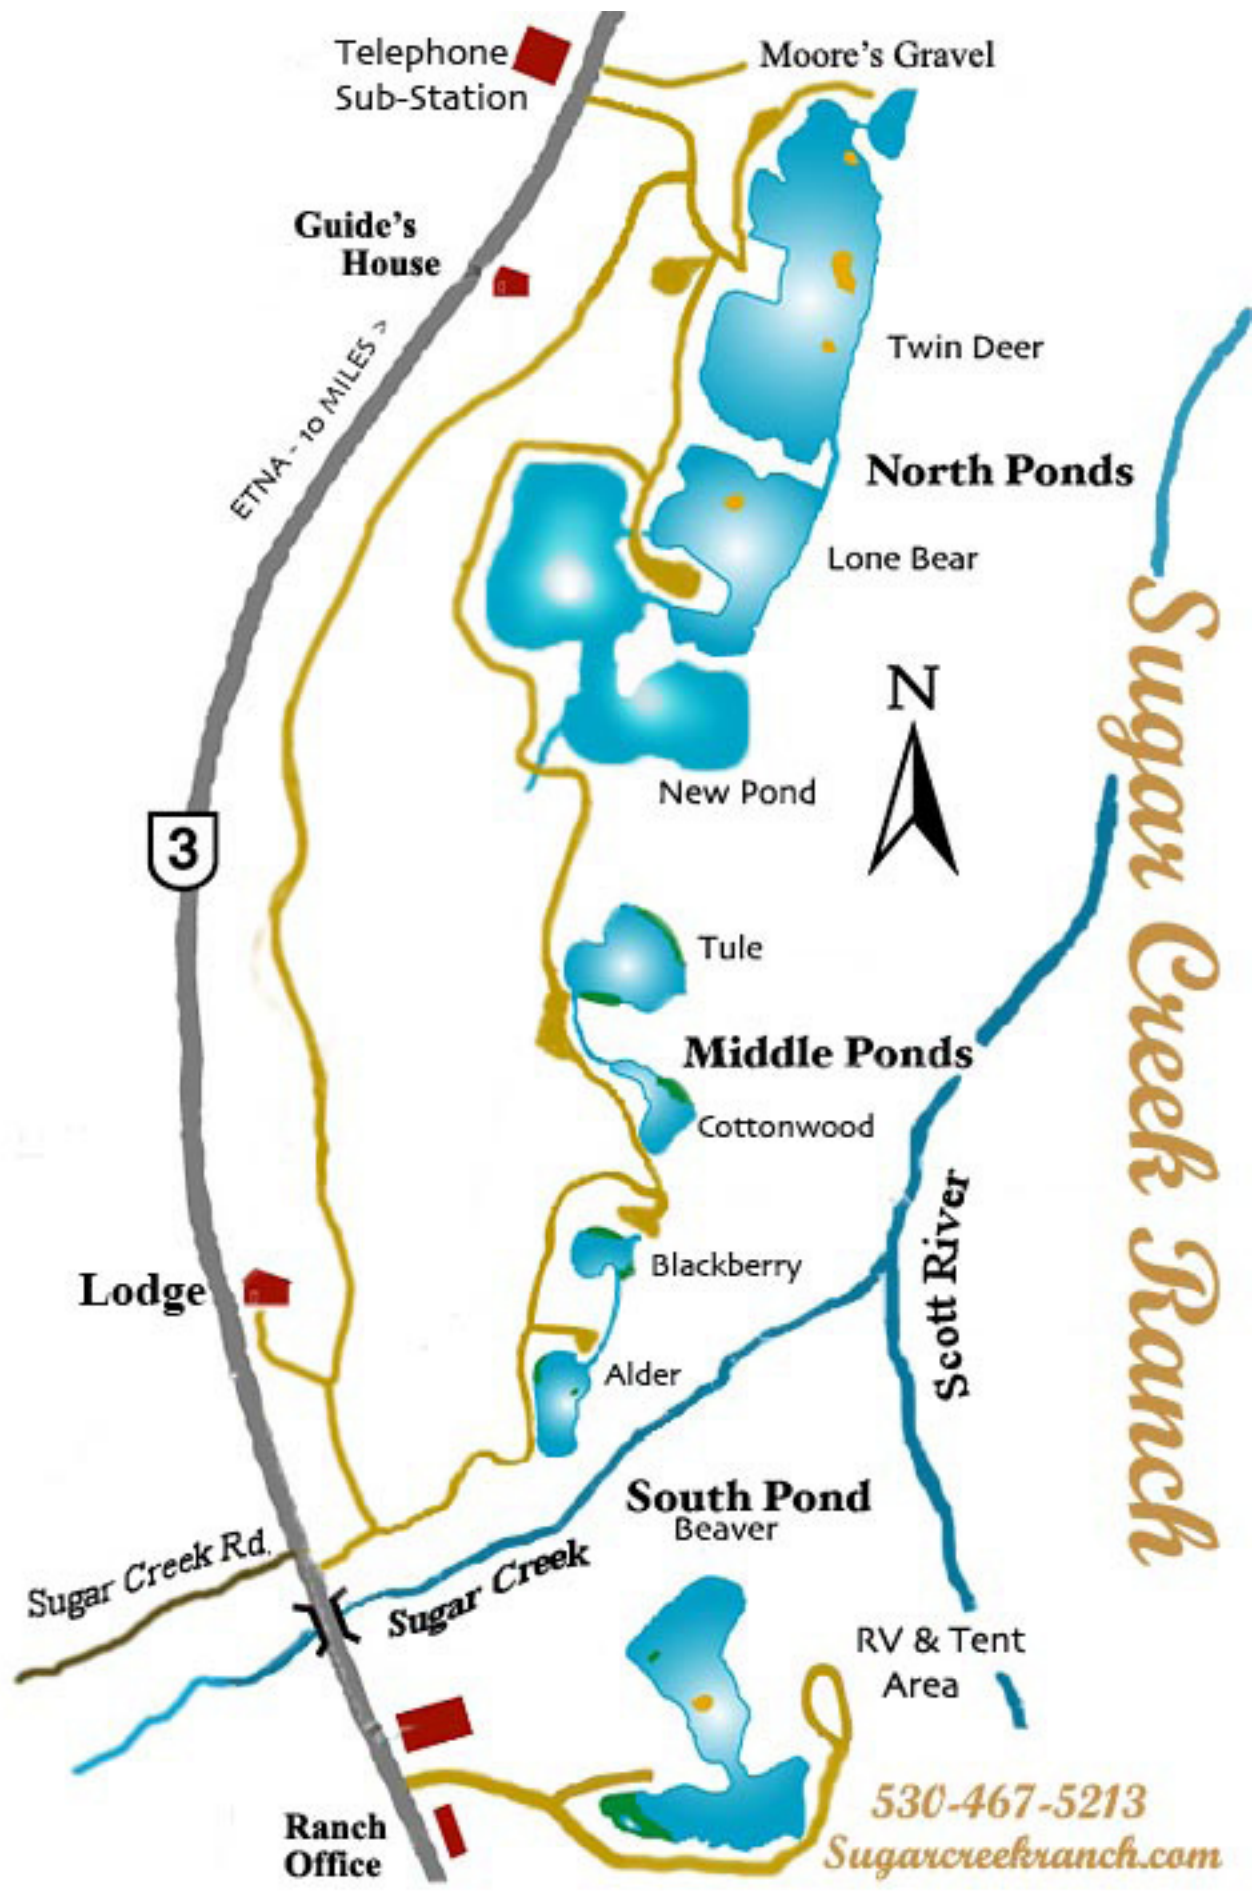 Telephone
Sub-Station
Moore's Gravel
Guide's
House
ETNA - 10 MILES >
Twin Deer
North Ponds
Lone Bear
N
New Pond
3
Tule
Middle Ponds
Cottonwood
Sugar Creek Ranch
Scott River
Blackberry
Lodge
Alder
South Pond
Beaver
Sugar Creek Rd.
Sugar Creek
RV & Tent
Area
Ranch
Office
530-467-5213
Sugarcreekranch.com